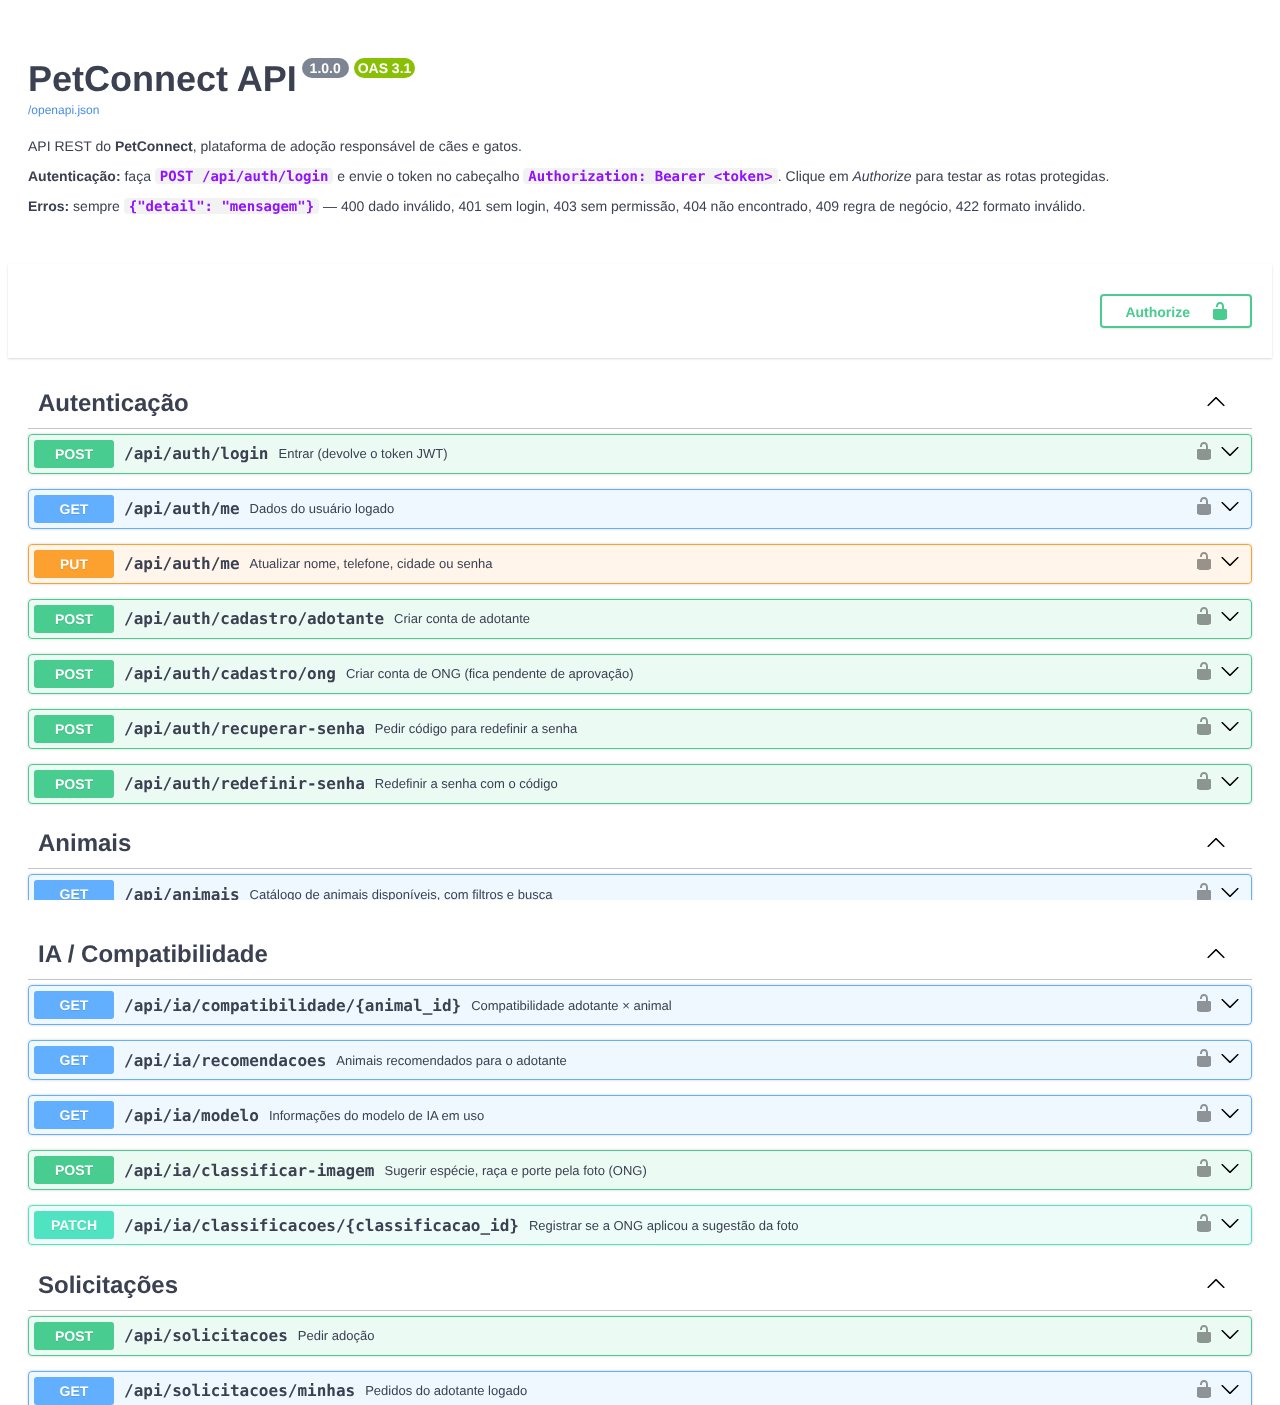 PetConnect API 1.0.0 OAS 3.1
/openapi.json
API REST do PetConnect, plataforma de adoção responsável de cães e gatos.
Autenticação: faça POST /api/auth/login e envie o token no cabeçalho Authorization: Bearer <token>. Clique em Authorize para testar as rotas protegidas.
Erros: sempre {"detail": "mensagem"} — 400 dado inválido, 401 sem login, 403 sem permissão, 404 não encontrado, 409 regra de negócio, 422 formato inválido.
Authorize
Autenticação
POST /api/auth/login Entrar (devolve o token JWT)
GET /api/auth/me Dados do usuário logado
PUT /api/auth/me Atualizar nome, telefone, cidade ou senha
POST /api/auth/cadastro/adotante Criar conta de adotante
POST /api/auth/cadastro/ong Criar conta de ONG (fica pendente de aprovação)
POST /api/auth/recuperar-senha Pedir código para redefinir a senha
POST /api/auth/redefinir-senha Redefinir a senha com o código
Animais
GET /api/animais Catálogo de animais disponíveis, com filtros e busca
IA / Compatibilidade
GET /api/ia/compatibilidade/{animal_id} Compatibilidade adotante × animal
GET /api/ia/recomendacoes Animais recomendados para o adotante
GET /api/ia/modelo Informações do modelo de IA em uso
POST /api/ia/classificar-imagem Sugerir espécie, raça e porte pela foto (ONG)
PATCH /api/ia/classificacoes/{classificacao_id} Registrar se a ONG aplicou a sugestão da foto
Solicitações
POST /api/solicitacoes Pedir adoção
GET /api/solicitacoes/minhas Pedidos do adotante logado